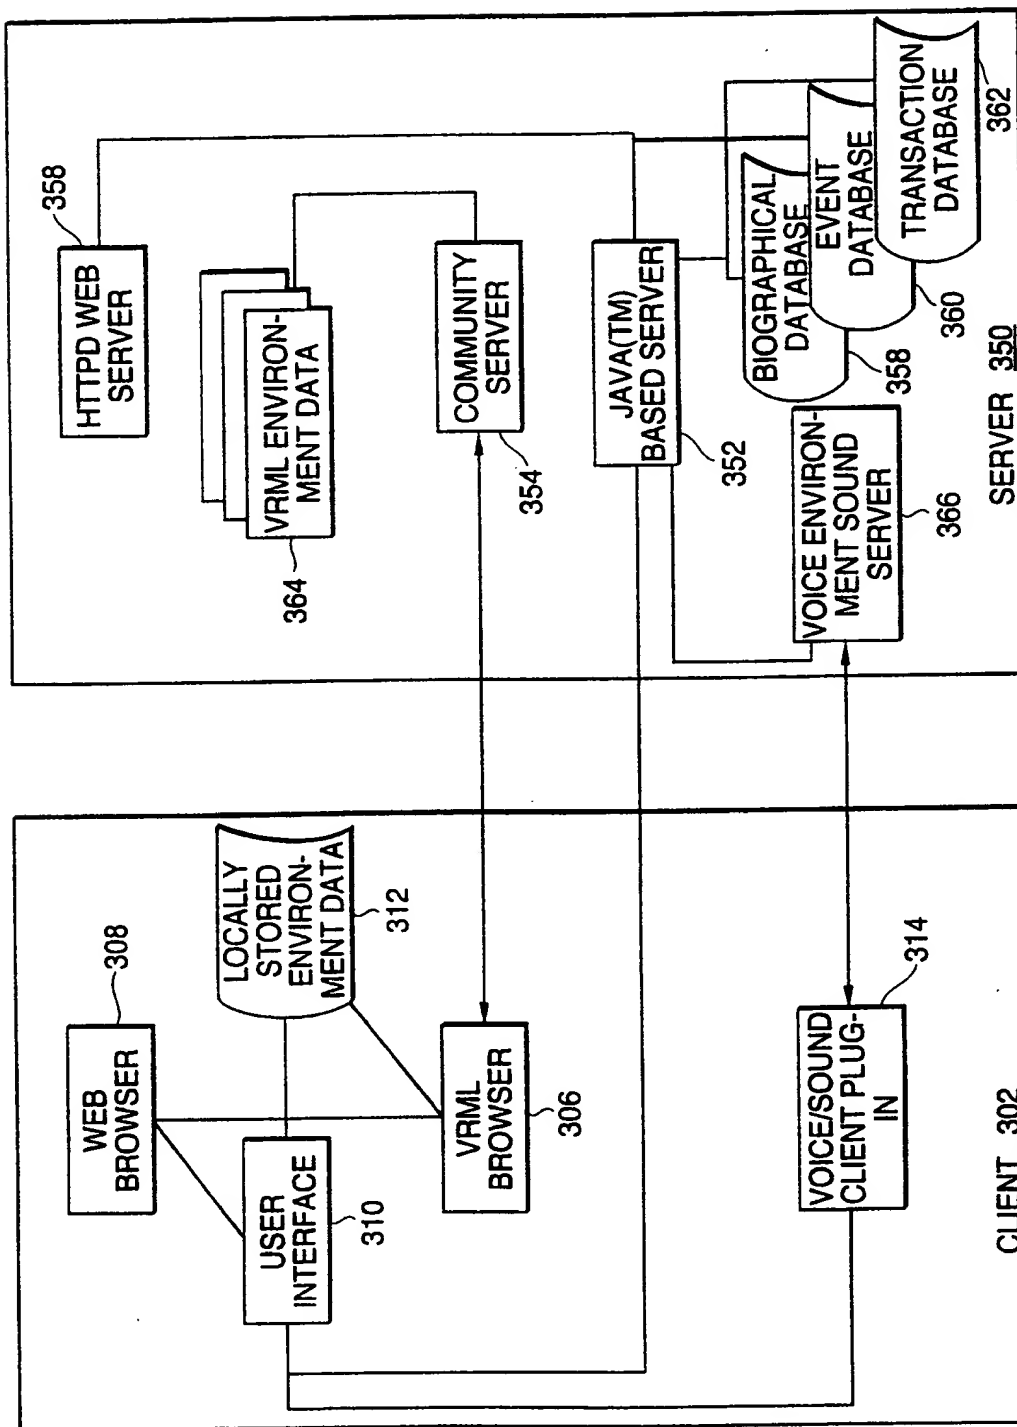 WEB
BROWSER
308
USER
INTERFACE
310
LOCALLY
STORED
ENVIRON-
MENT DATA
312
VRML
BROWSER
306
VOICE/SOUND
CLIENT PLUG-
IN
314
CLIENT 302
HTTPD WEB
SERVER
358
VRML ENVIRON-
MENT DATA
364
COMMUNITY
SERVER
354
JAVA(TM)
BASED SERVER
352
BIOGRAPHICAL
DATABASE
358
EVENT
DATABASE
360
TRANSACTION
DATABASE
362
VOICE ENVIRON-
MENT SOUND
SERVER
366
SERVER 350